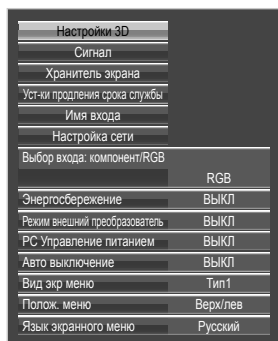 Настройки 3D
Сигнал
Хранитель экрана
Уст-ки продления срока службы
Имя входа
Настройка сети
Выбор входа: компонент/RGB
RGB
Энергосбережение ВЫКЛ
Режим внешний преобразователь ВЫКЛ
PC Управление питанием ВЫКЛ
Авто выключение ВЫКЛ
Вид экр меню Тип1
Полож. меню Верх/лев
Язык экранного меню Русский